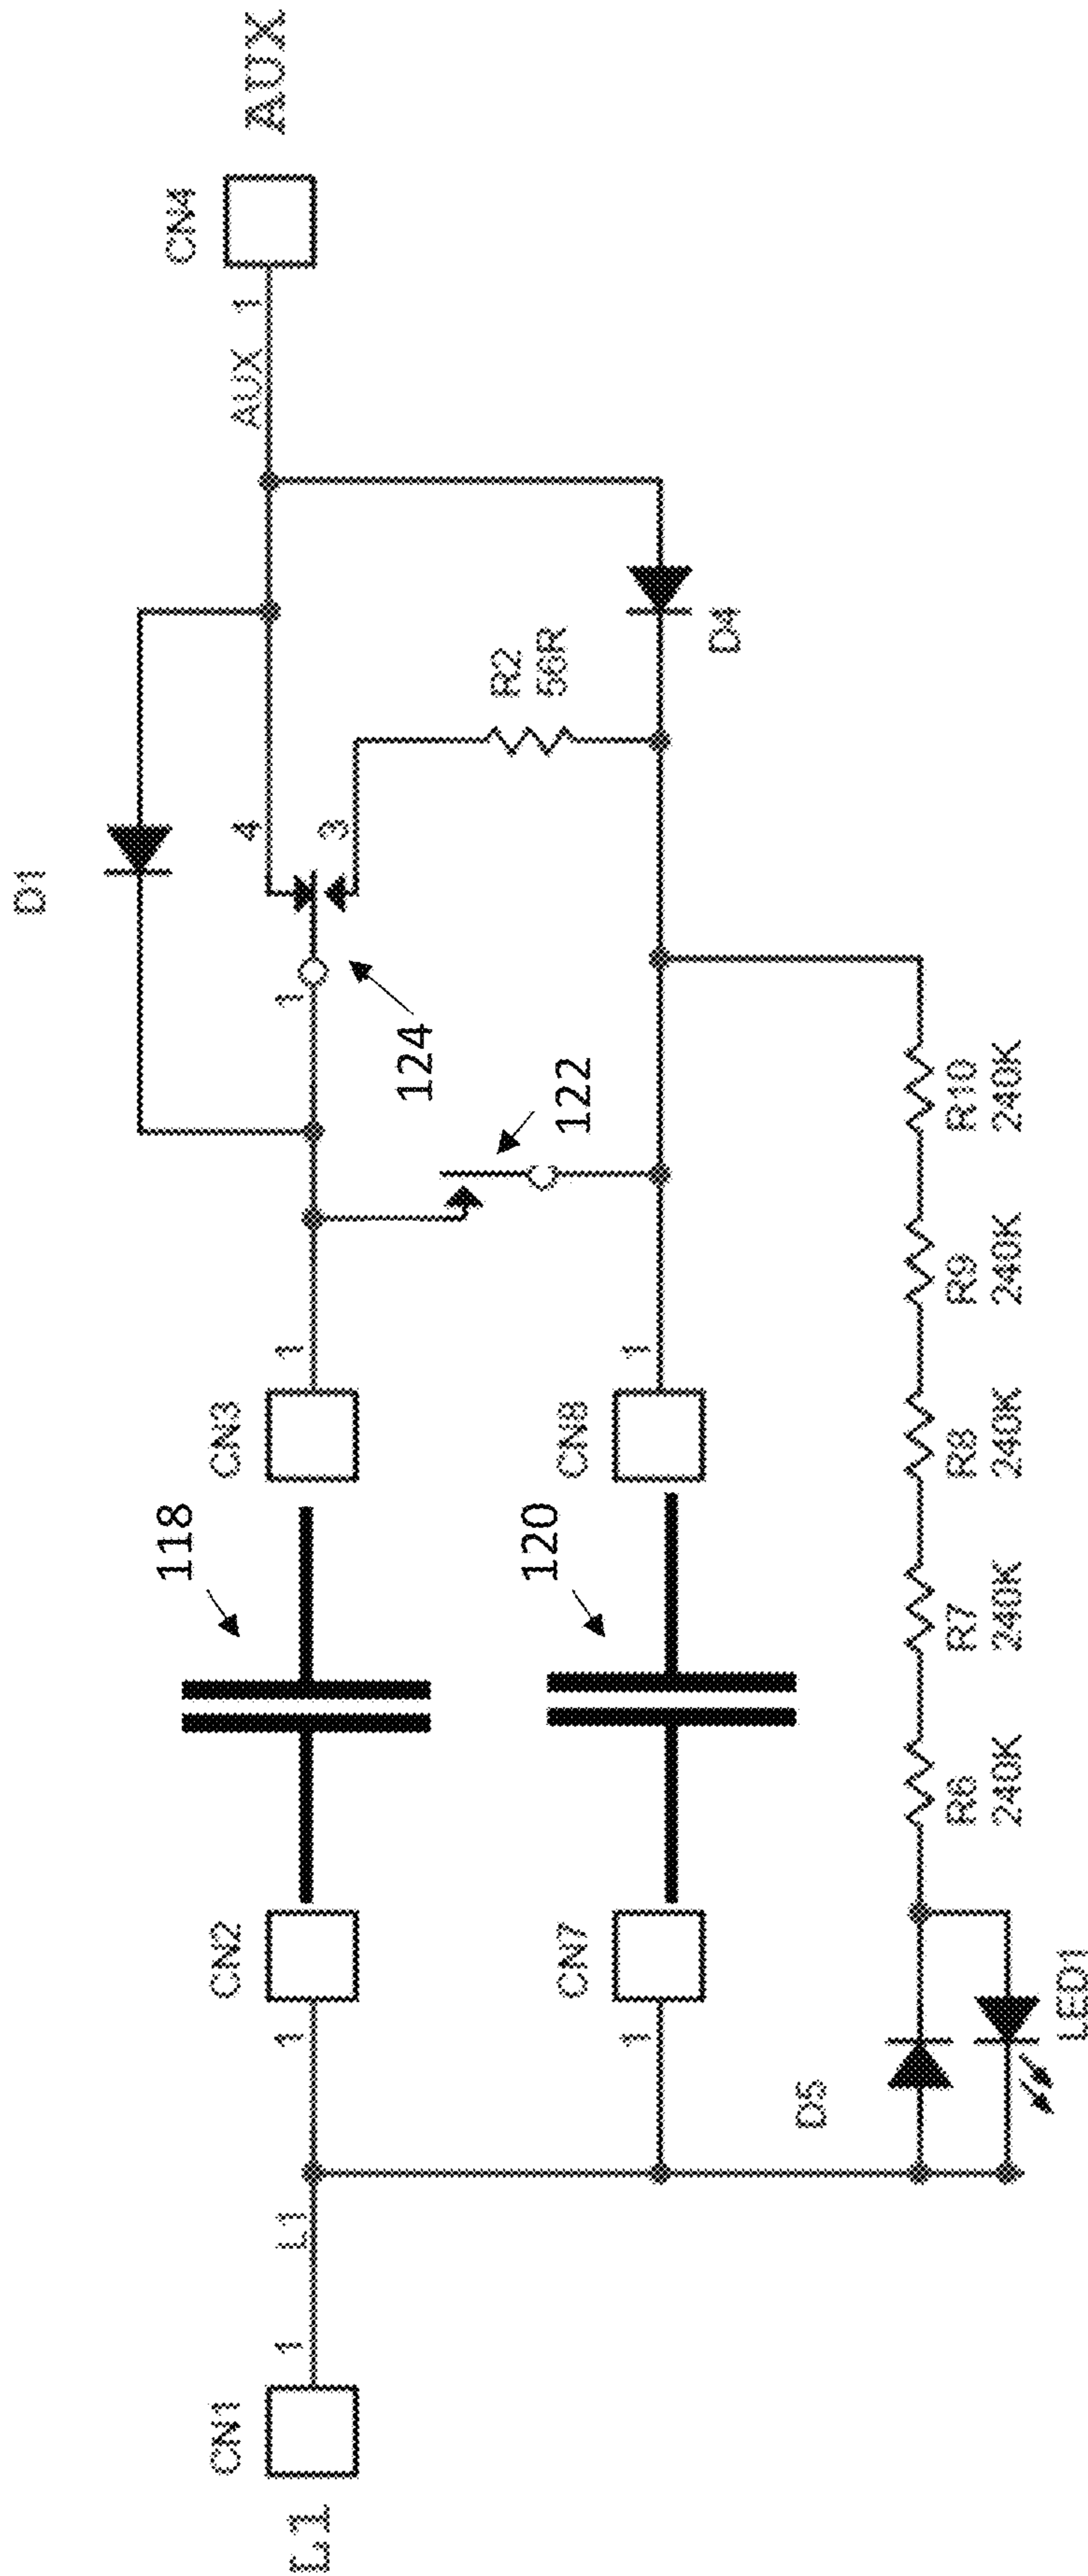 D1
CN4
AUX
AUX
1
4
3
1
R2
56R
D4
124
122
118
CN2
CN3
1
1
120
CN7
CN8
1
1
CN1
L1
L1
1
D5
LED1
R6
240K
R7
240K
R8
240K
R9
240K
R10
240K